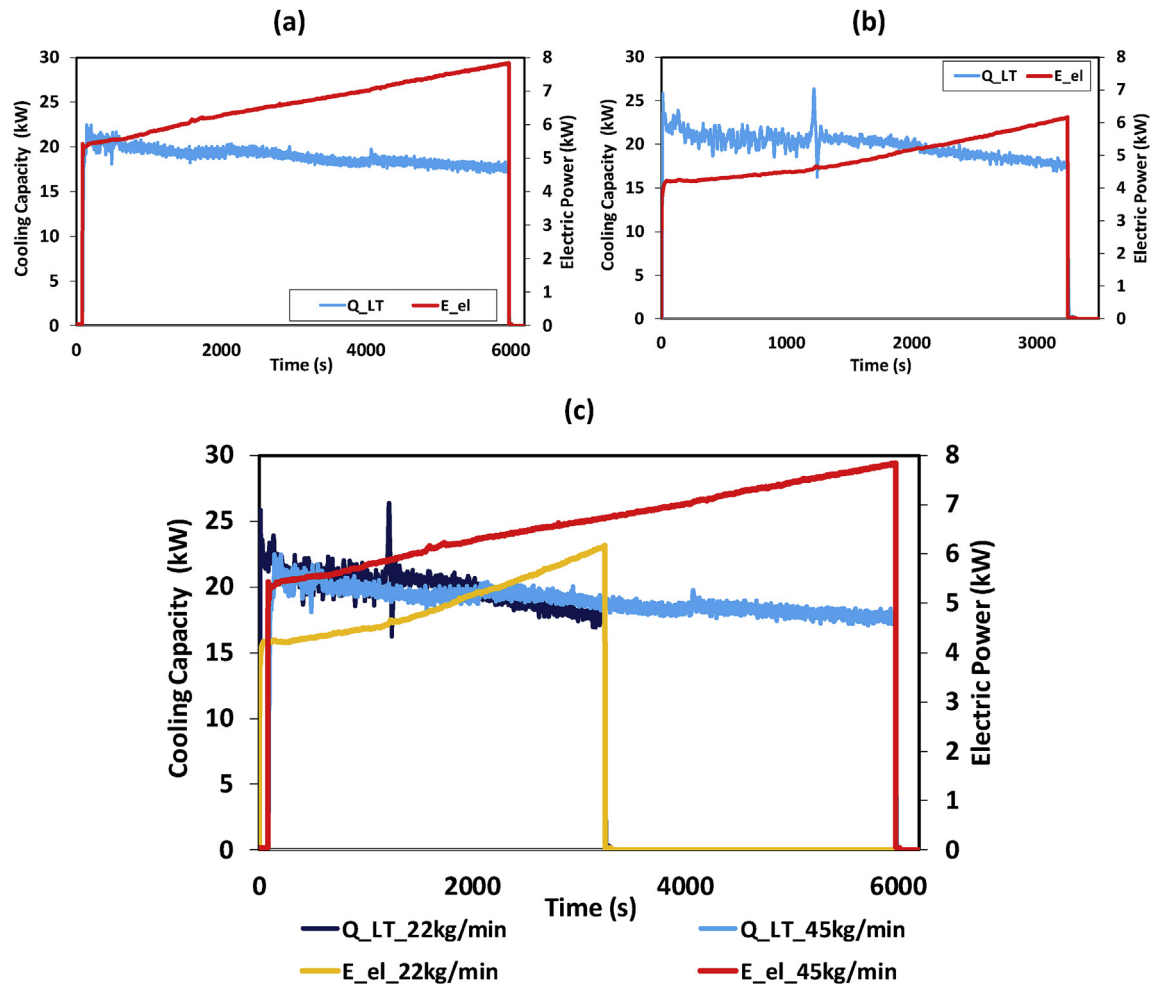 (a)
30
25
20
15
10
5
0
Cooling Capacity (kW)
8
7
6
5
4
3
2
1
0
Electric Power (kW)
Q_LT E_el
0 2000 4000 6000
Time (s)
(b)
30
25
20
15
10
5
0
Cooling Capacity (kW)
8
7
6
5
4
3
2
1
0
Electric Power (kW)
Q_LT E_el
0 1000 2000 3000
Time (s)
(c)
30
25
20
15
10
5
0
Cooling Capacity (kW)
8
7
6
5
4
3
2
1
0
Electric Power (kW)
0 2000 4000 6000
Time (s)
Q_LT_22kg/min Q_LT_45kg/min
E_el_22kg/min E_el_45kg/min